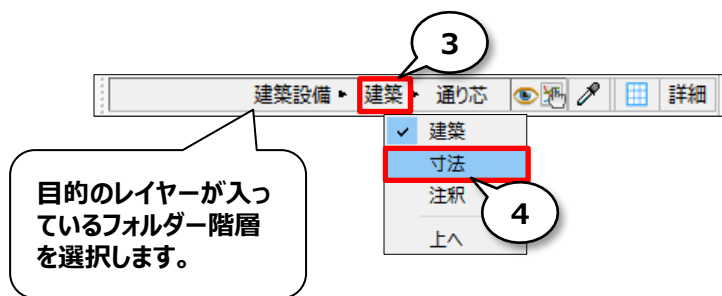 3
建築設備 ▶ 建築 ▶ 通り芯 詳細
✓ 建築
寸法
注釈
上へ
4
目的のレイヤーが入っ
ているフォルダー階層
を選択します。